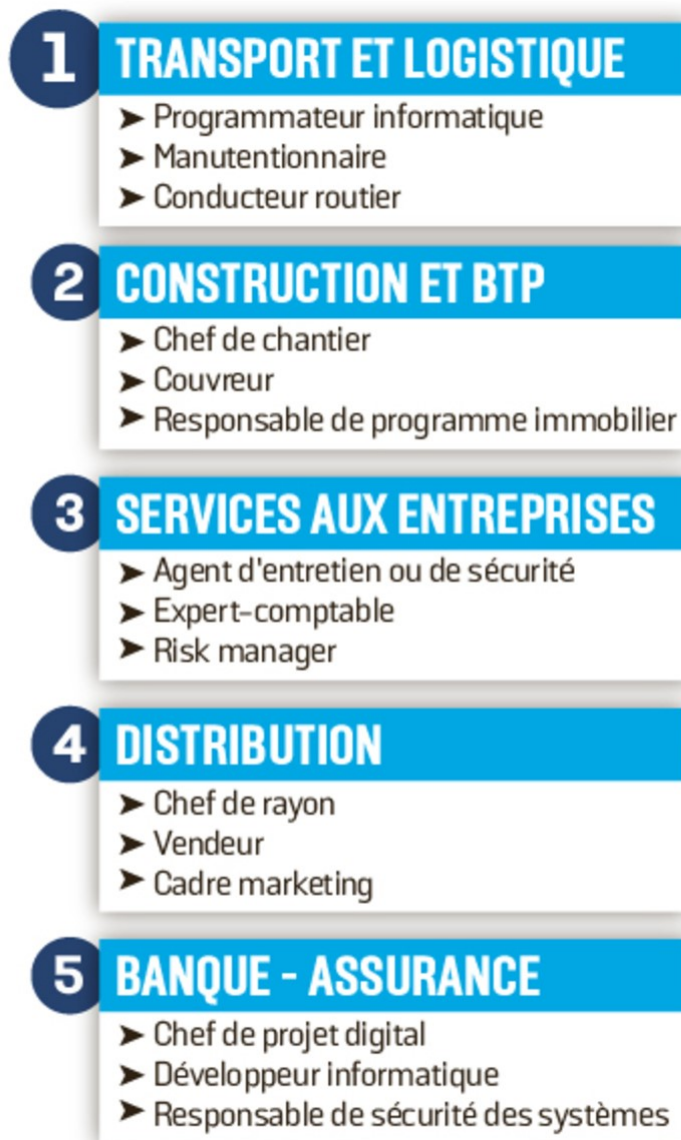 1 TRANSPORT ET LOGISTIQUE
➤ Programmateur informatique
➤ Manutentionnaire
➤ Conducteur routier
2 CONSTRUCTION ET BTP
➤ Chef de chantier
➤ Couvreur
➤ Responsable de programme immobilier
3 SERVICES AUX ENTREPRISES
➤ Agent d'entretien ou de sécurité
➤ Expert-comptable
➤ Risk manager
4 DISTRIBUTION
➤ Chef de rayon
➤ Vendeur
➤ Cadre marketing
5 BANQUE - ASSURANCE
➤ Chef de projet digital
➤ Développeur informatique
➤ Responsable de sécurité des systèmes